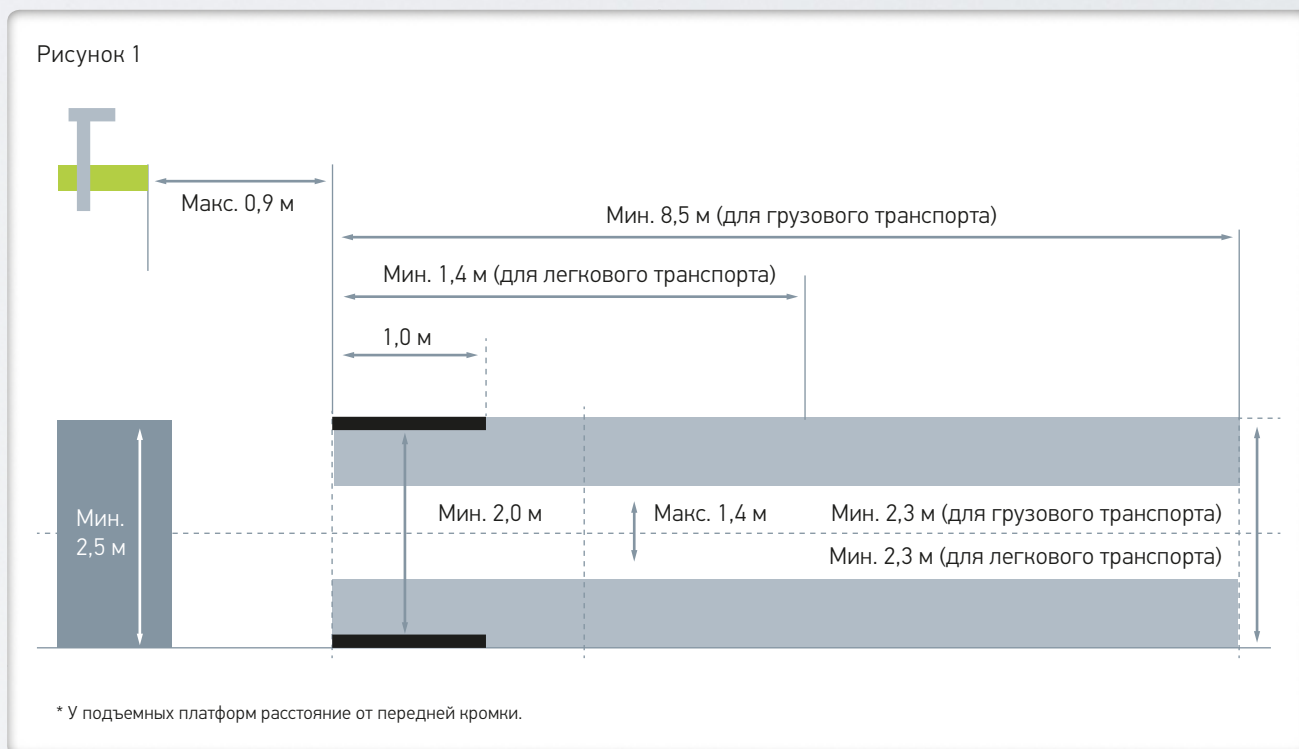 Рисунок 1
Макс. 0,9 м
Мин. 8,5 м (для грузового транспорта)
Мин. 1,4 м (для легкового транспорта)
1,0 м
Мин.
2,5 м
Мин. 2,0 м
Макс. 1,4 м
Мин. 2,3 м (для грузового транспорта)
Мин. 2,3 м (для легкового транспорта)
* У подъемных платформ расстояние от передней кромки.